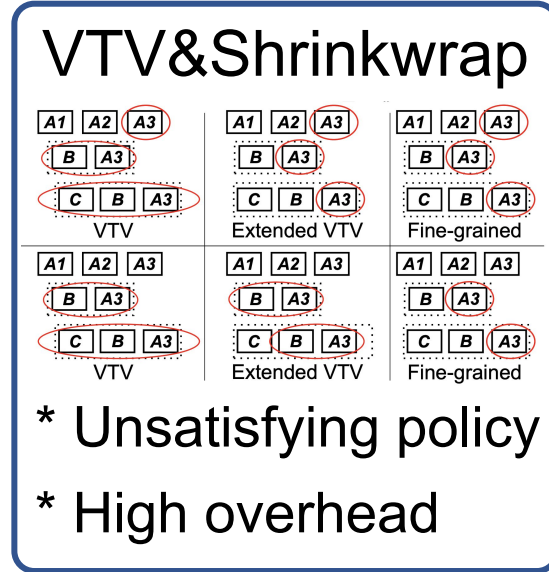 VTV&Shrinkwrap
A1 A2 A3 A1 A2 A3 A1 A2 A3
B A3 B A3 B A3
C B A3 C B A3 C B A3
VTV Extended VTV Fine-grained
A1 A2 A3 A1 A2 A3 A1 A2 A3
B A3 B A3 B A3
C B A3 C B A3 C B A3
VTV Extended VTV Fine-grained
* Unsatisfying policy
* High overhead